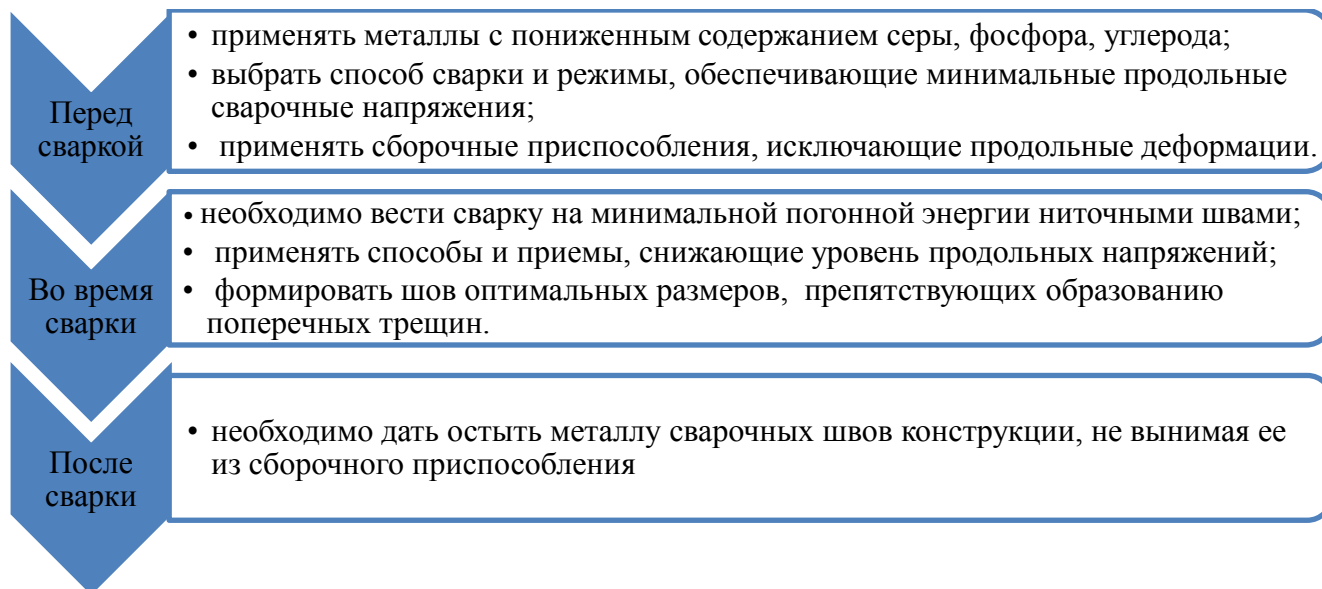 Перед
сваркой
• применять металлы с пониженным содержанием серы, фосфора, углерода;
• выбрать способ сварки и режимы, обеспечивающие минимальные продольные
сварочные напряжения;
• применять сборочные приспособления, исключающие продольные деформации.
Во время
сварки
• необходимо вести сварку на минимальной погонной энергии ниточными швами;
• применять способы и приемы, снижающие уровень продольных напряжений;
• формировать шов оптимальных размеров, препятствующих образованию
поперечных трещин.
После
сварки
• необходимо дать остыть металлу сварочных швов конструкции, не вынимая ее
из сборочного приспособления